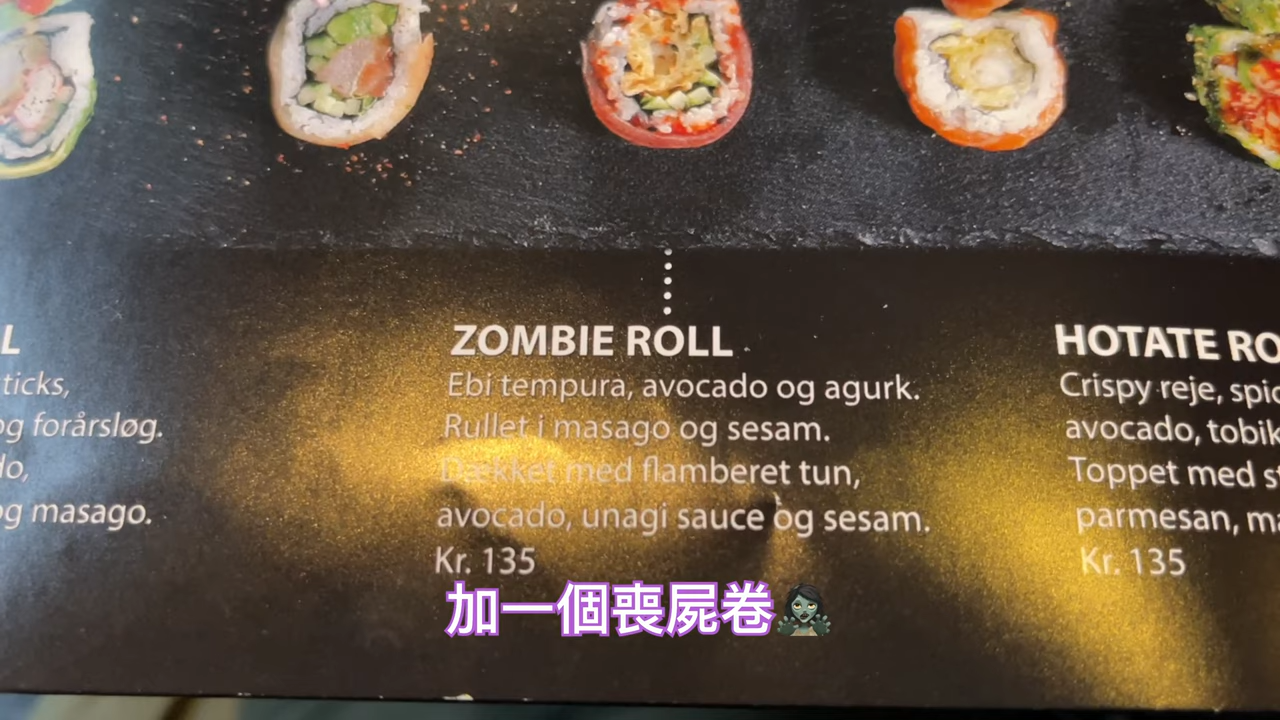 L
ticks,
og forårsløg.
do,
og masago.
ZOMBIE ROLL
Ebi tempura, avocado og agurk.
Rullet i masago og sesam.
Dækket med flamberet tun,
avocado, unagi sauce og sesam.
Kr. 135
HOTATE RO
Crispy reje, spic
avocado, tobik
Toppet med s
parmesan, ma
Kr. 135
加一個喪屍卷🧟‍♀️